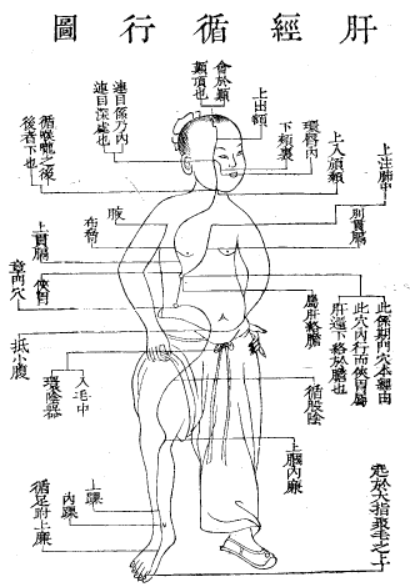 肝經循行圖
上注肺中
上入頏顙
環唇內
下頰裏
上出額
會於顛
顛頂也
連目係乃內
連目深處也
循喉嚨之後
後者下也
別貫膈
腋
布脅
上貫膈
俠胃
章門穴
此係期門穴本經由
此穴內行而俠胃屬
肝還下絡於膽也
屬肝絡膽
抵小腹
入毛中
環陰器
循股陰
上膕內廉
上踝
內踝
循足跗上廉
起於大指聚毛之上